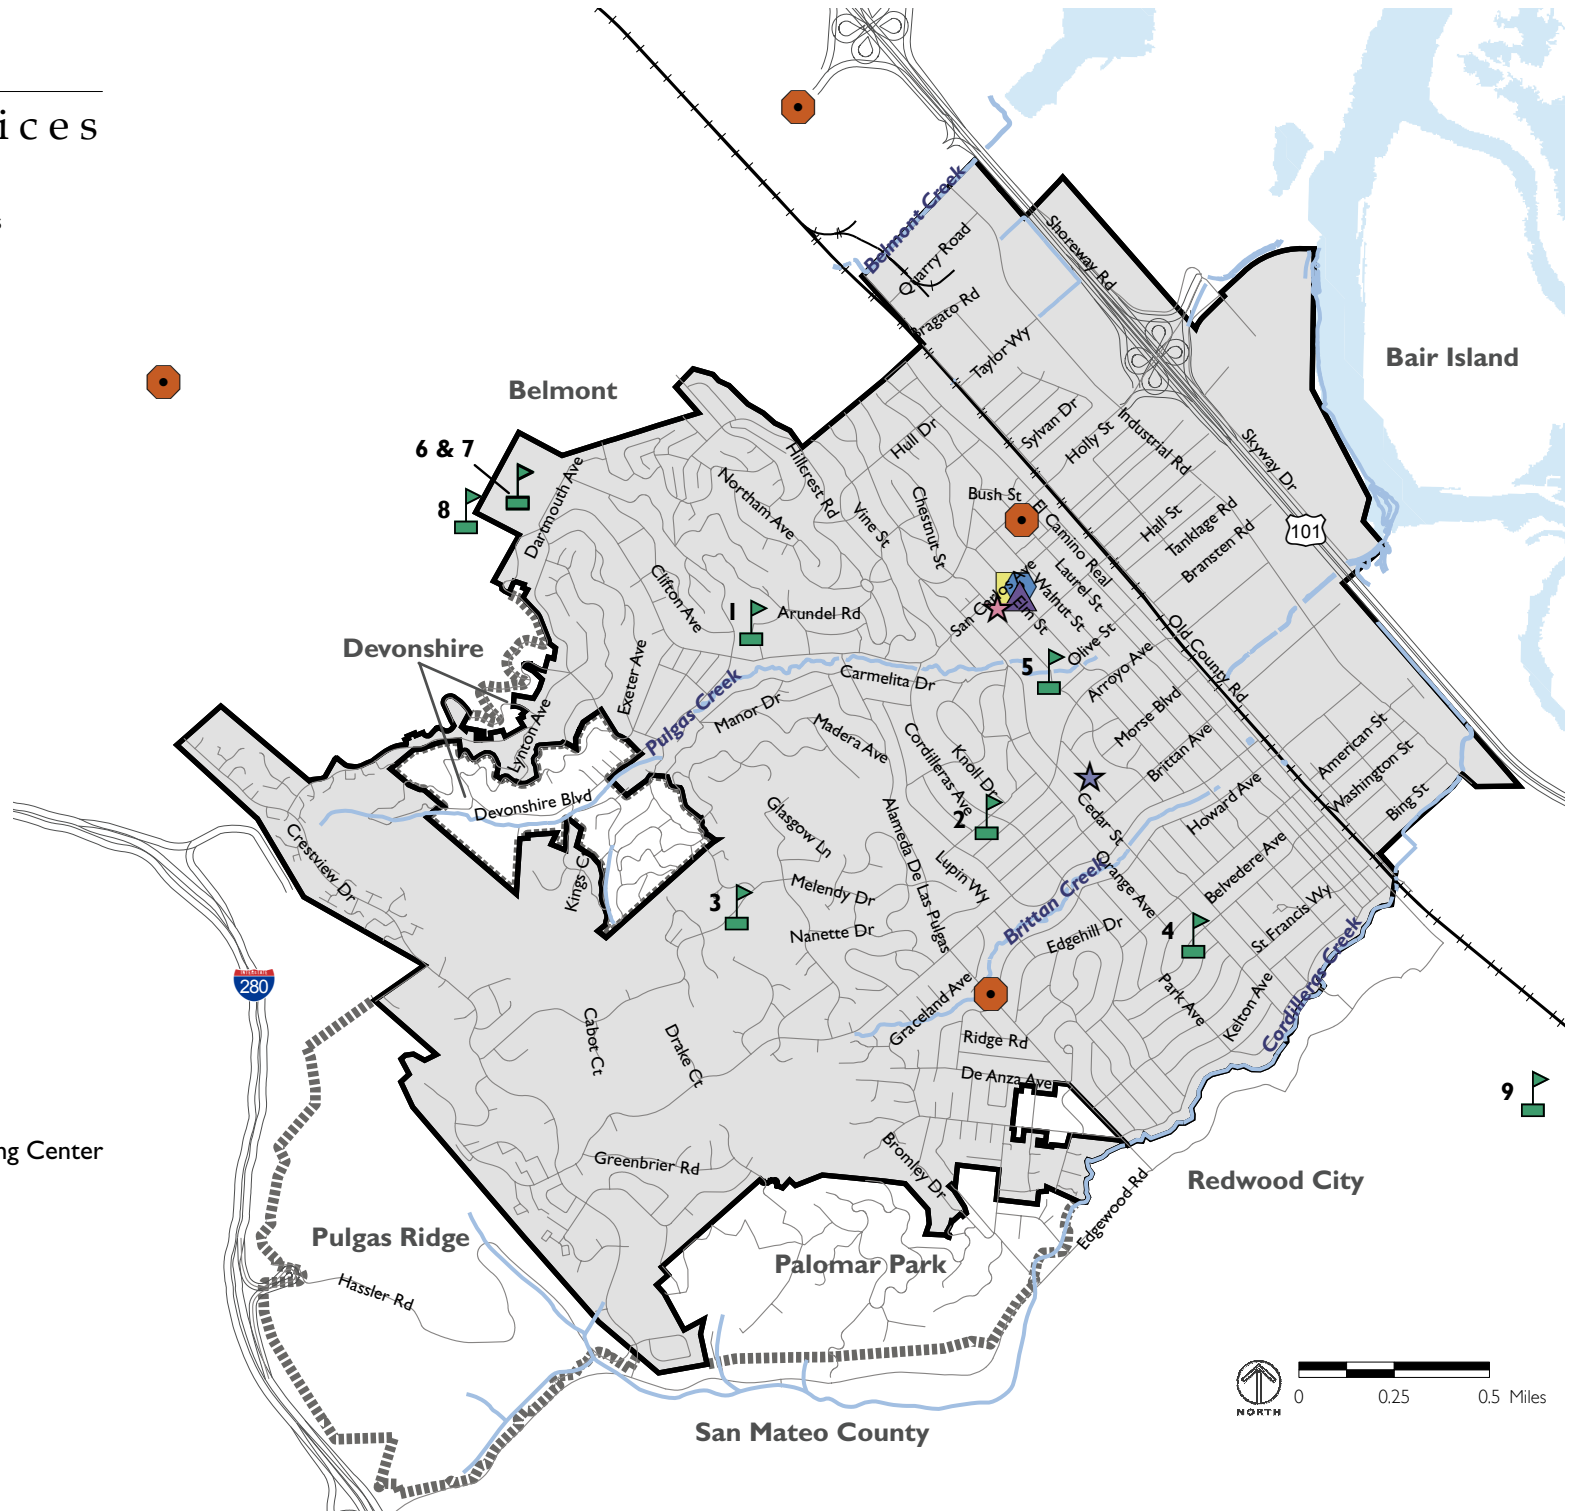 ices
s
ng Center
Belmont Creek
Quarry Road
Bragato Rd
Taylor Wy
Shoreway Rd
Bair Island
Belmont
Sylvan Dr
Holly St
Industrial Rd
Skyway Dr
101
Hull Dr
Hillcrest Rd
6 & 7
8
Dartmouth Ave
Northam Ave
Vine St
Chestnut St
Bush St
El Camino Real
Hall St
Tanklage Rd
Bransten Rd
Clifton Ave
1
Arundel Rd
San Carlos Ave
Elm St
Walnut St
Laurel St
Olive St
5
Arroyo Ave
Old County Rd
Devonshire
Exeter Ave
Lynton Ave
Pulgas Creek
Carmelita Dr
Manor Dr
Madera Ave
Morse Blvd
Brittan Ave
American St
Washington St
Bing St
Cordilleras Ave
Knoll Dr
2
Cedar St
Howard Ave
Devonshire Blvd
Crestview Dr
Kings C
Glasgow Ln
Alameda De Las Pulgas
Lupin Wy
Brittan Creek
Orange Ave
Belvedere Ave
3
Melendy Dr
Nanette Dr
Edgehill Dr
4
St Francis Wy
Cordilleras Creek
280
Cabot Ct
Drake Ct
Graceland Ave
Park Ave
Kelton Ave
Ridge Rd
De Anza Ave
9
Greenbrier Rd
Bromley Dr
Edgewood Rd
Redwood City
Pulgas Ridge
Hassler Rd
Palomar Park
San Mateo County
NORTH
0 0.25 0.5 Miles